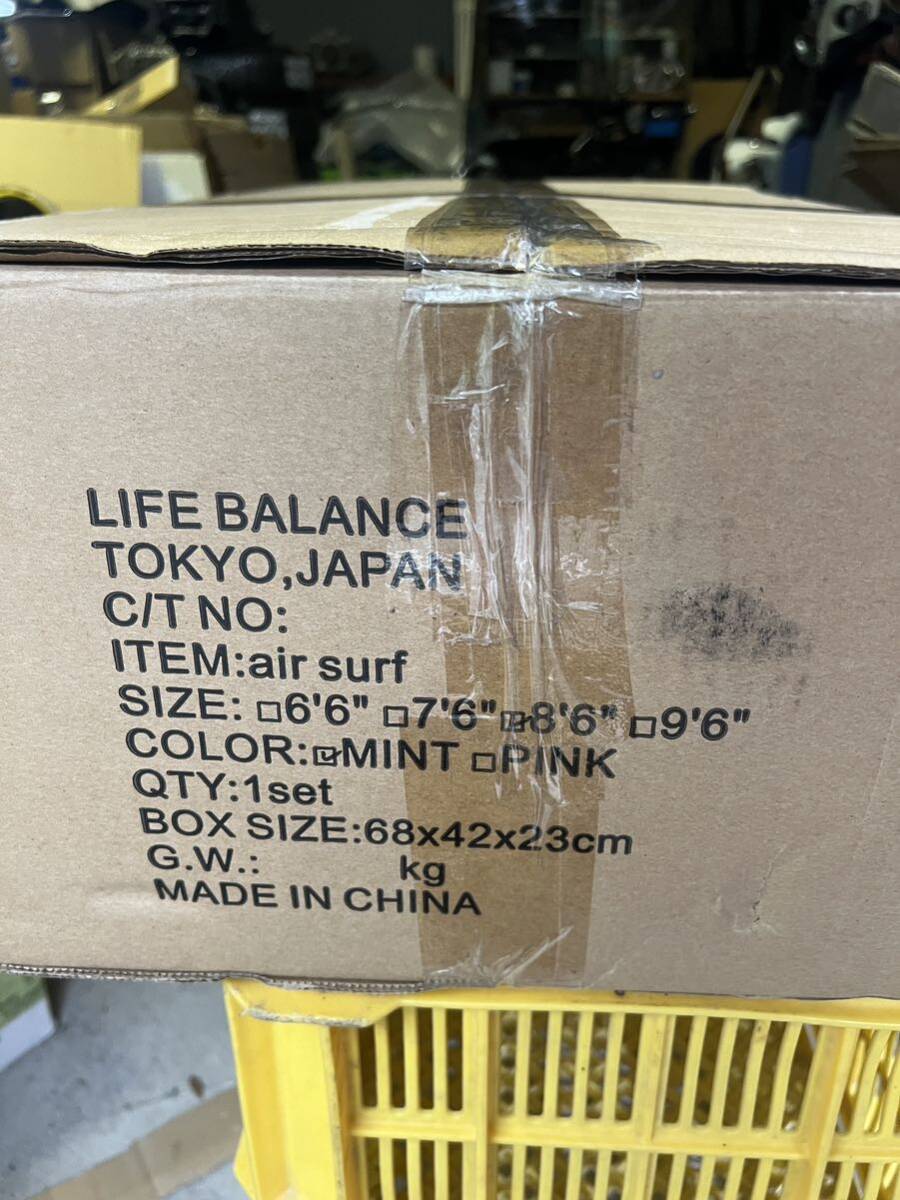 LIFE BALANCE
TOKYO,JAPAN
C/T NO:
ITEM:air surf
SIZE: □6'6" □7'6" ☑8'6" □9'6"
COLOR:☑MINT □PINK
QTY:1set
BOX SIZE:68x42x23cm
G.W.: kg
MADE IN CHINA